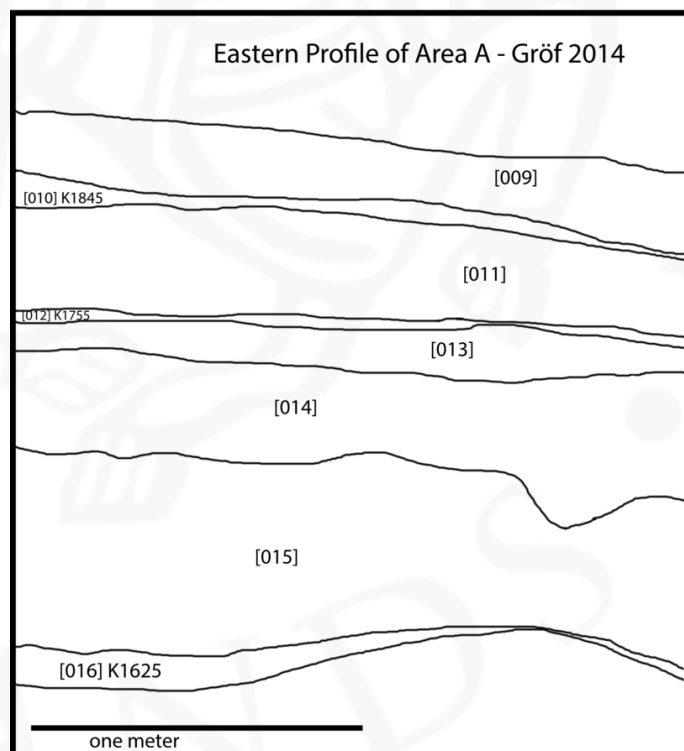 Eastern Profile of Area A - Gröf 2014
[009]
[010] K1845
[011]
[012] K1755
[013]
[014]
[015]
[016] K1625
one meter